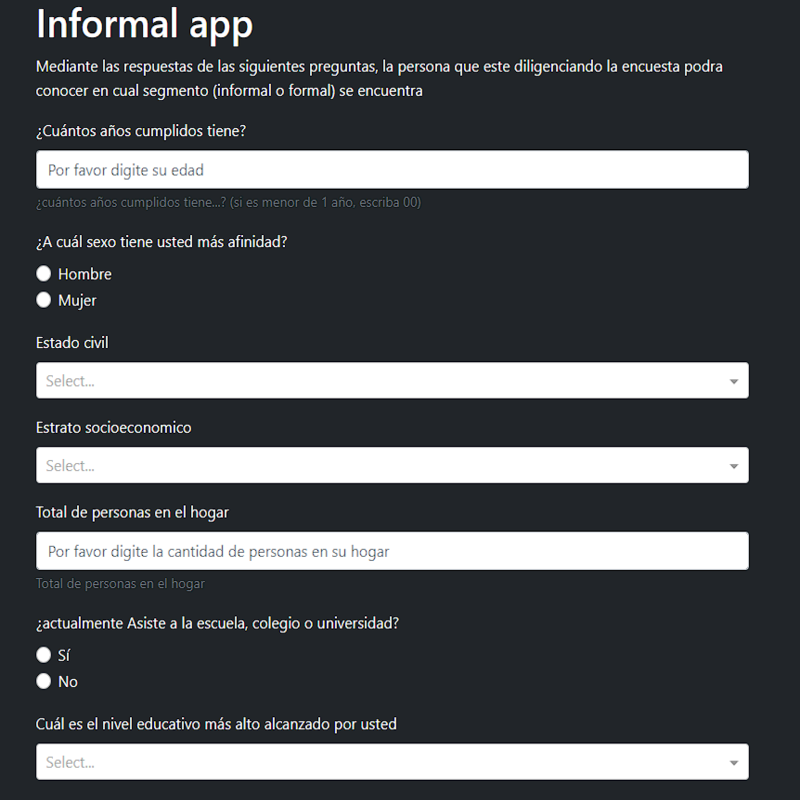 Informal app
Mediante las respuestas de las siguientes preguntas, la persona que este diligenciando la encuesta podra
conocer en cual segmento (informal o formal) se encuentra
¿Cuántos años cumplidos tiene?
Por favor digite su edad
¿cuántos años cumplidos tiene...? (si es menor de 1 año, escriba 00)
¿A cuál sexo tiene usted más afinidad?
Hombre
Mujer
Estado civil
Select...
Estrato socioeconomico
Select...
Total de personas en el hogar
Por favor digite la cantidad de personas en su hogar
Total de personas en el hogar
¿actualmente Asiste a la escuela, colegio o universidad?
Sí
No
Cuál es el nivel educativo más alto alcanzado por usted
Select...